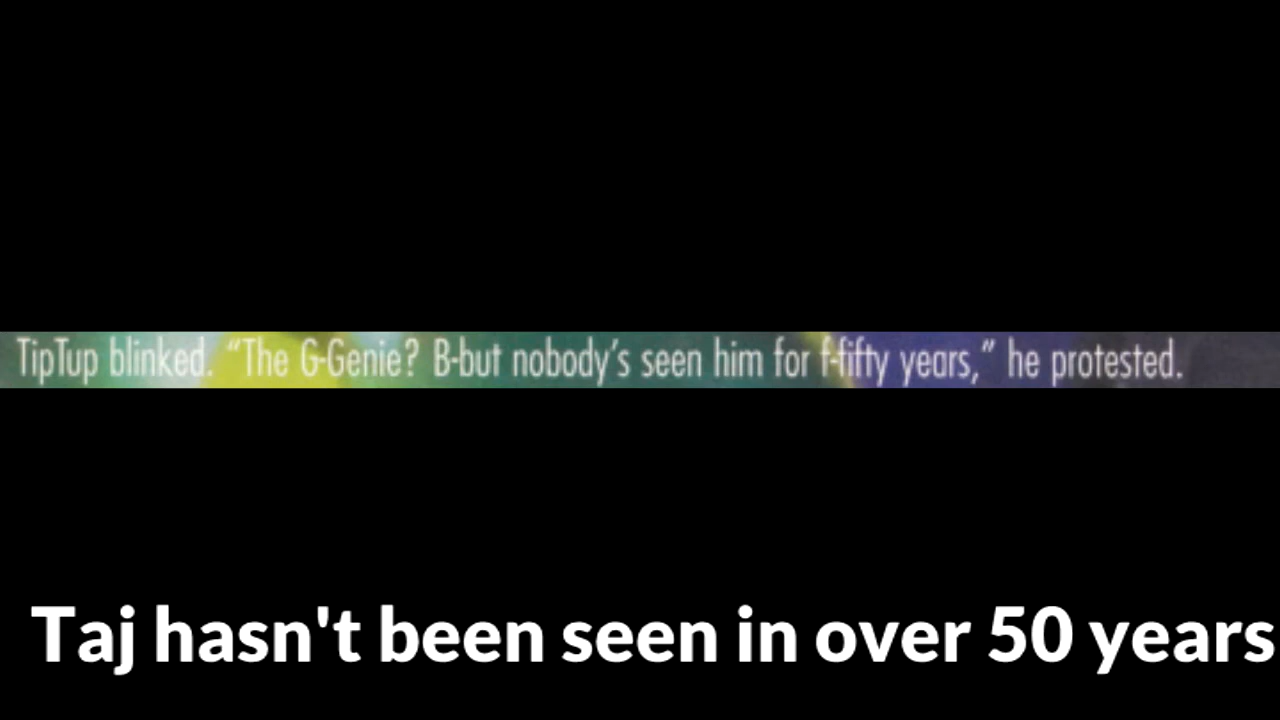 TipTup blinked. “The G-Genie? B-but nobody’s seen him for f-fifty years,” he protested.
Taj hasn't been seen in over 50 years